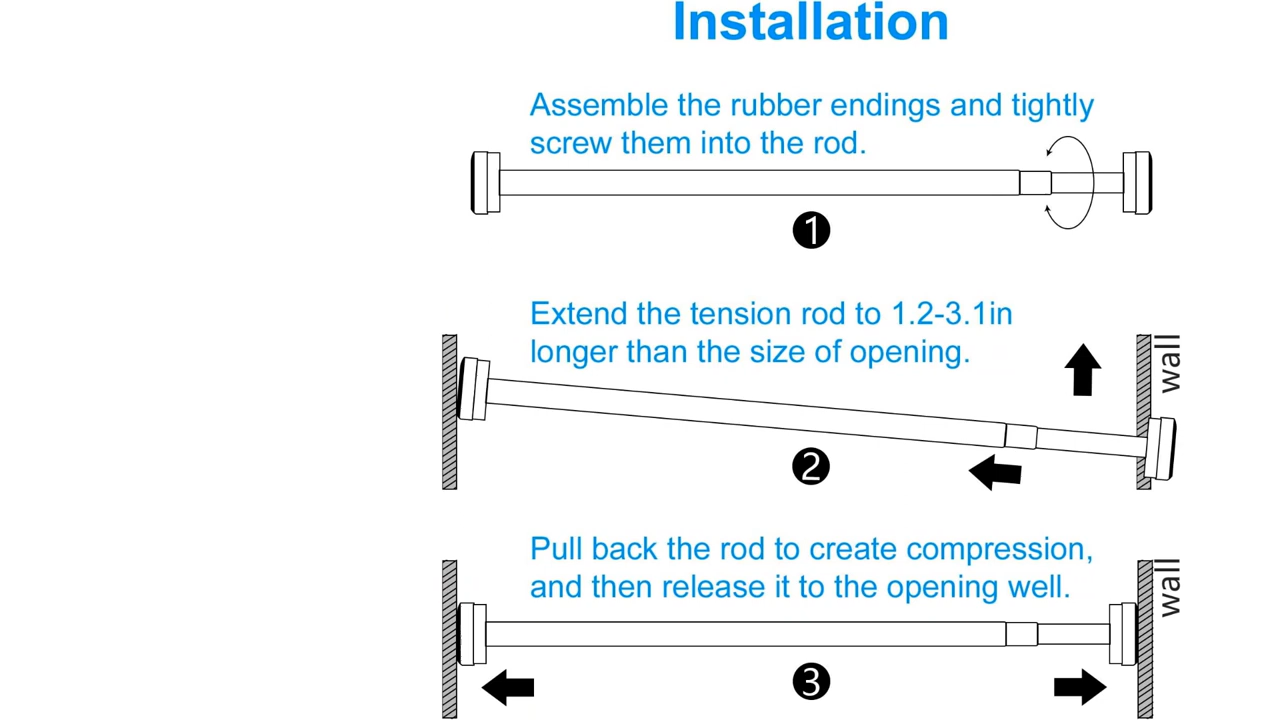 Installation
Assemble the rubber endings and tightly
screw them into the rod.
1
Extend the tension rod to 1.2-3.1in
longer than the size of opening.
wall
2
Pull back the rod to create compression,
and then release it to the opening well.
wall
3